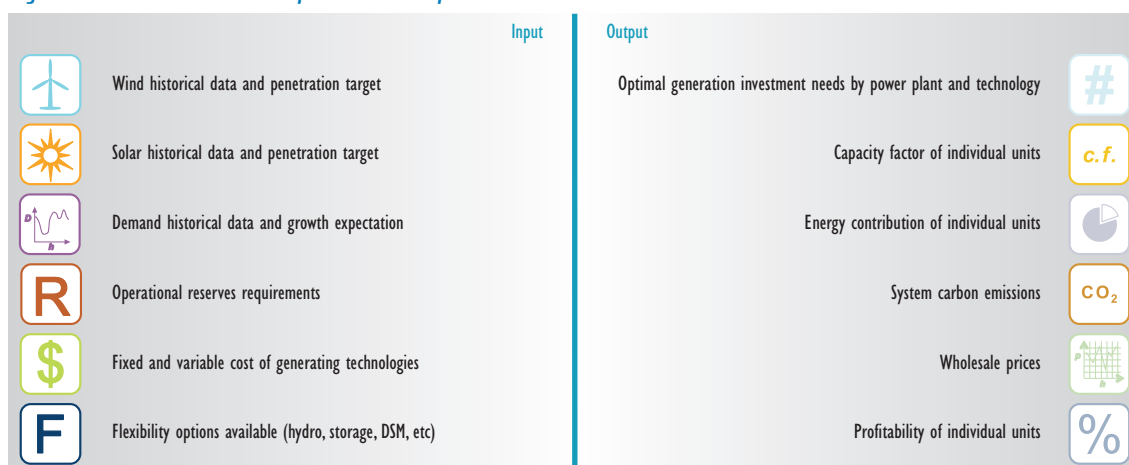 Input
Output
Wind historical data and penetration target
Optimal generation investment needs by power plant and technology
#
Solar historical data and penetration target
Capacity factor of individual units
c.f.
D
h
Demand historical data and growth expectation
Energy contribution of individual units
R
Operational reserves requirements
System carbon emissions
CO₂
$
Fixed and variable cost of generating technologies
Wholesale prices
P
h
F
Flexibility options available (hydro, storage, DSM, etc)
Profitability of individual units
%